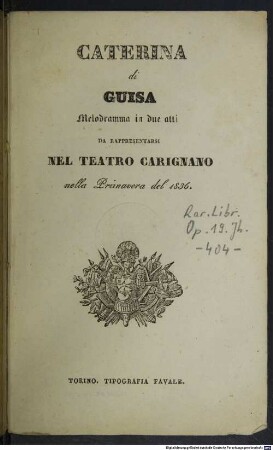 CATERINA
di
GUISA
Melodramma in due atti
DA RAPPRESENTARSI
NEL TEATRO CARIGNANO
nella Primavera del 1836.
Rar. Libr.
Op. 19. Jh.
-404-
TORINO, TIPOGRAFIA FAVALE.